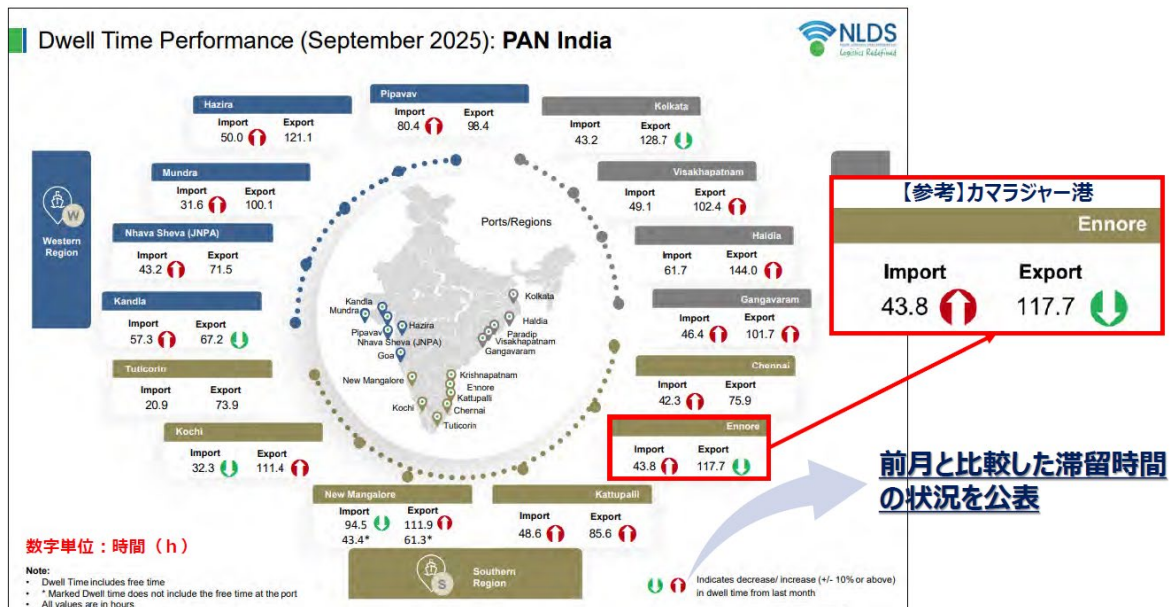 Dwell Time Performance (September 2025): PAN India
NLDS
Logistics Redefined
Western
Region
W
Hazira
Import Export
50.0 121.1
Pipavav
Import Export
80.4 98.4
Kolkata
Import Export
43.2 128.7
Mundra
Import Export
31.6 100.1
Visakhapatnam
Import Export
49.1 102.4
Nhava Sheva (JNPA)
Import Export
43.2 71.5
Haldia
Import Export
61.7 144.0
Kandla
Import Export
57.3 67.2
Gangavaram
Import Export
46.4 101.7
Tuticorin
Import Export
20.9 73.9
Chennai
Import Export
42.3 75.9
Kochi
Import Export
32.3 111.4
Ennore
Import Export
43.8 117.7
New Mangalore
Import Export
94.5 111.9
43.4* 61.3*
Kattupalli
Import Export
48.6 85.6
Southern
Region
S
Ports/Regions
Kolkata
Kandla
Mundra
Hazira
Haldia
Pipavav
Paradip
Nhava Sheva (JNPA)
Visakhapatnam
Goa
Gangavaram
New Mangalore
Krishnapatnam
Ennore
Kattupalli
Kochi
Chennai
Tuticorin
【参考】カマラジャー港
Ennore
Import Export
43.8 117.7
前月と比較した滞留時間
の状況を公表
数字単位：時間（h）
Note:
• Dwell Time includes free time
• * Marked Dwell time does not include the free time at the port
• All values are in hours
Indicates decrease/ increase (+/- 10% or above)
in dwell time from last month